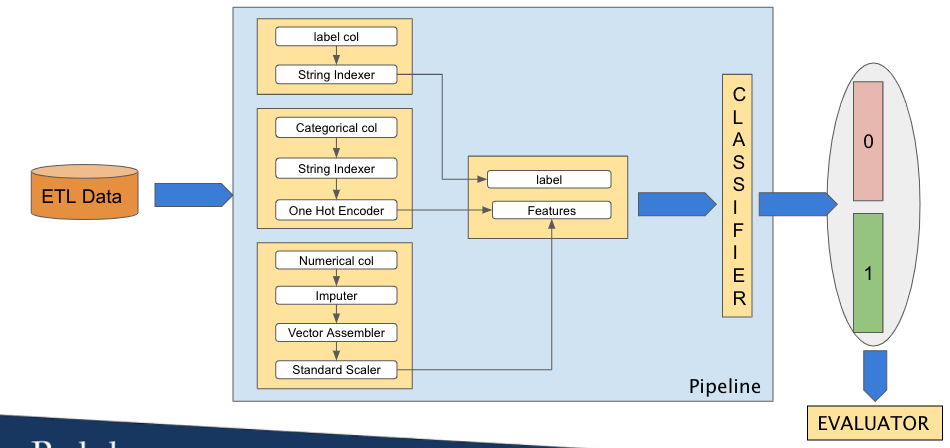 ETL Data
label col
String Indexer
Categorical col
String Indexer
One Hot Encoder
Numerical col
Imputer
Vector Assembler
Standard Scaler
label
Features
C
L
A
S
S
I
F
I
E
R
Pipeline
0
1
EVALUATOR